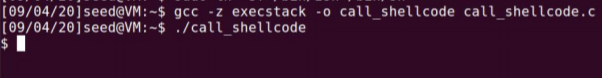 [09/04/20]seed@VM:~$ gcc -z execstack -o call_shellcode call_shellcode.c
[09/04/20]seed@VM:~$ ./call_shellcode
$